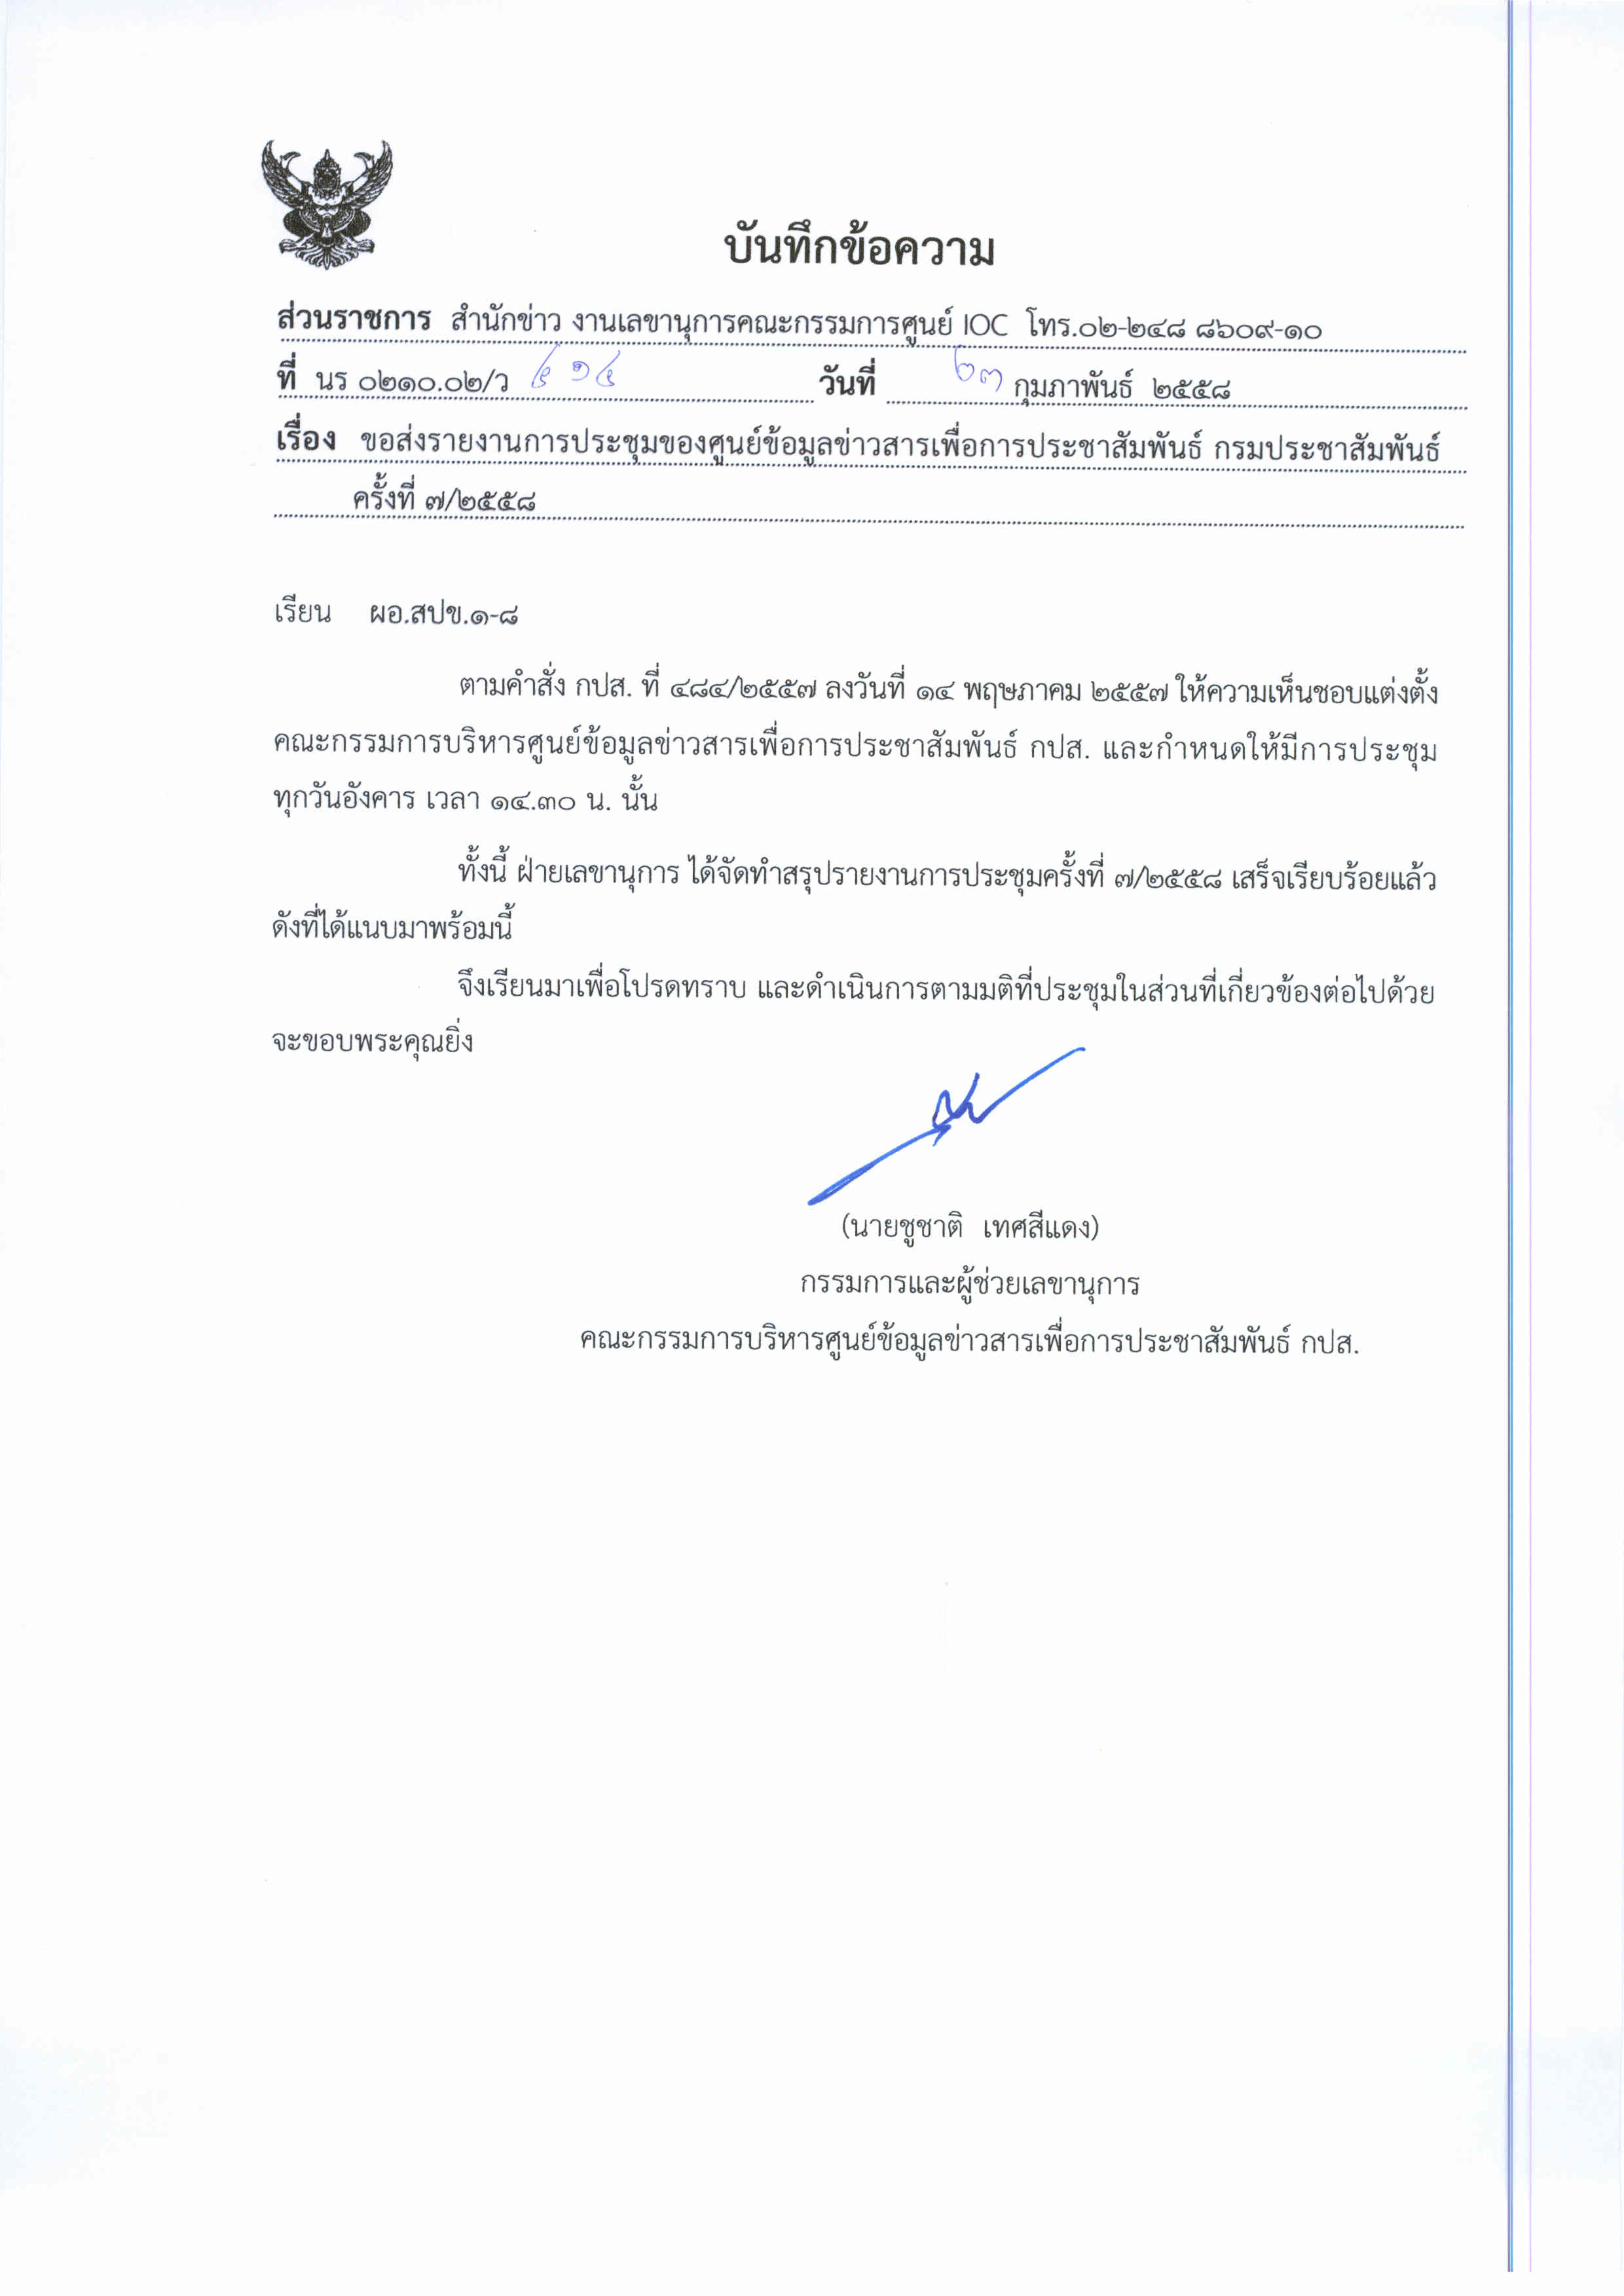 บันทึกข้อความ
ส่วนราชการ สำนักข่าว งานเลขานุการคณะกรรมการศูนย์ IOC โทร.๐๒-๒๔๘ ๘๖๐๙-๑๐
ที่ นร ๐๒๑๐.๐๒/ว วันที่ ๒๓ กุมภาพันธ์ ๒๕๕๘
เรื่อง ขอส่งรายงานการประชุมของศูนย์ข้อมูลข่าวสารเพื่อการประชาสัมพันธ์ กรมประชาสัมพันธ์
ครั้งที่ ๗/๒๕๕๘
เรียน ผอ.สปข.๑-๘
ตามคำสั่ง กปส. ที่ ๔๘๔/๒๕๕๗ ลงวันที่ ๑๔ พฤษภาคม ๒๕๕๗ ให้ความเห็นชอบแต่งตั้ง
คณะกรรมการบริหารศูนย์ข้อมูลข่าวสารเพื่อการประชาสัมพันธ์ กปส. และกำหนดให้มีการประชุม
ทุกวันอังคาร เวลา ๑๔.๓๐ น. นั้น
ทั้งนี้ ฝ่ายเลขานุการ ได้จัดทำสรุปรายงานการประชุมครั้งที่ ๗/๒๕๕๘ เสร็จเรียบร้อยแล้ว
ดังที่ได้แนบมาพร้อมนี้
จึงเรียนมาเพื่อโปรดทราบ และดำเนินการตามมติที่ประชุมในส่วนที่เกี่ยวข้องต่อไปด้วย
จะขอบพระคุณยิ่ง
(นายชูชาติ เทศสีแดง)
กรรมการและผู้ช่วยเลขานุการ
คณะกรรมการบริหารศูนย์ข้อมูลข่าวสารเพื่อการประชาสัมพันธ์ กปส.